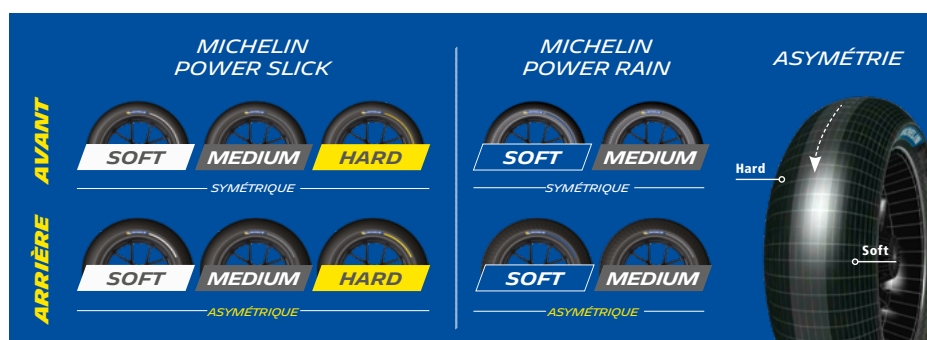 MICHELIN
POWER SLICK
MICHELIN
POWER RAIN
ASYMÉTRIE
AVANT
SOFT
MEDIUM
HARD
SYMÉTRIQUE
SOFT
MEDIUM
SYMÉTRIQUE
Hard
Soft
ARRIÈRE
SOFT
MEDIUM
HARD
ASYMÉTRIQUE
SOFT
MEDIUM
ASYMÉTRIQUE